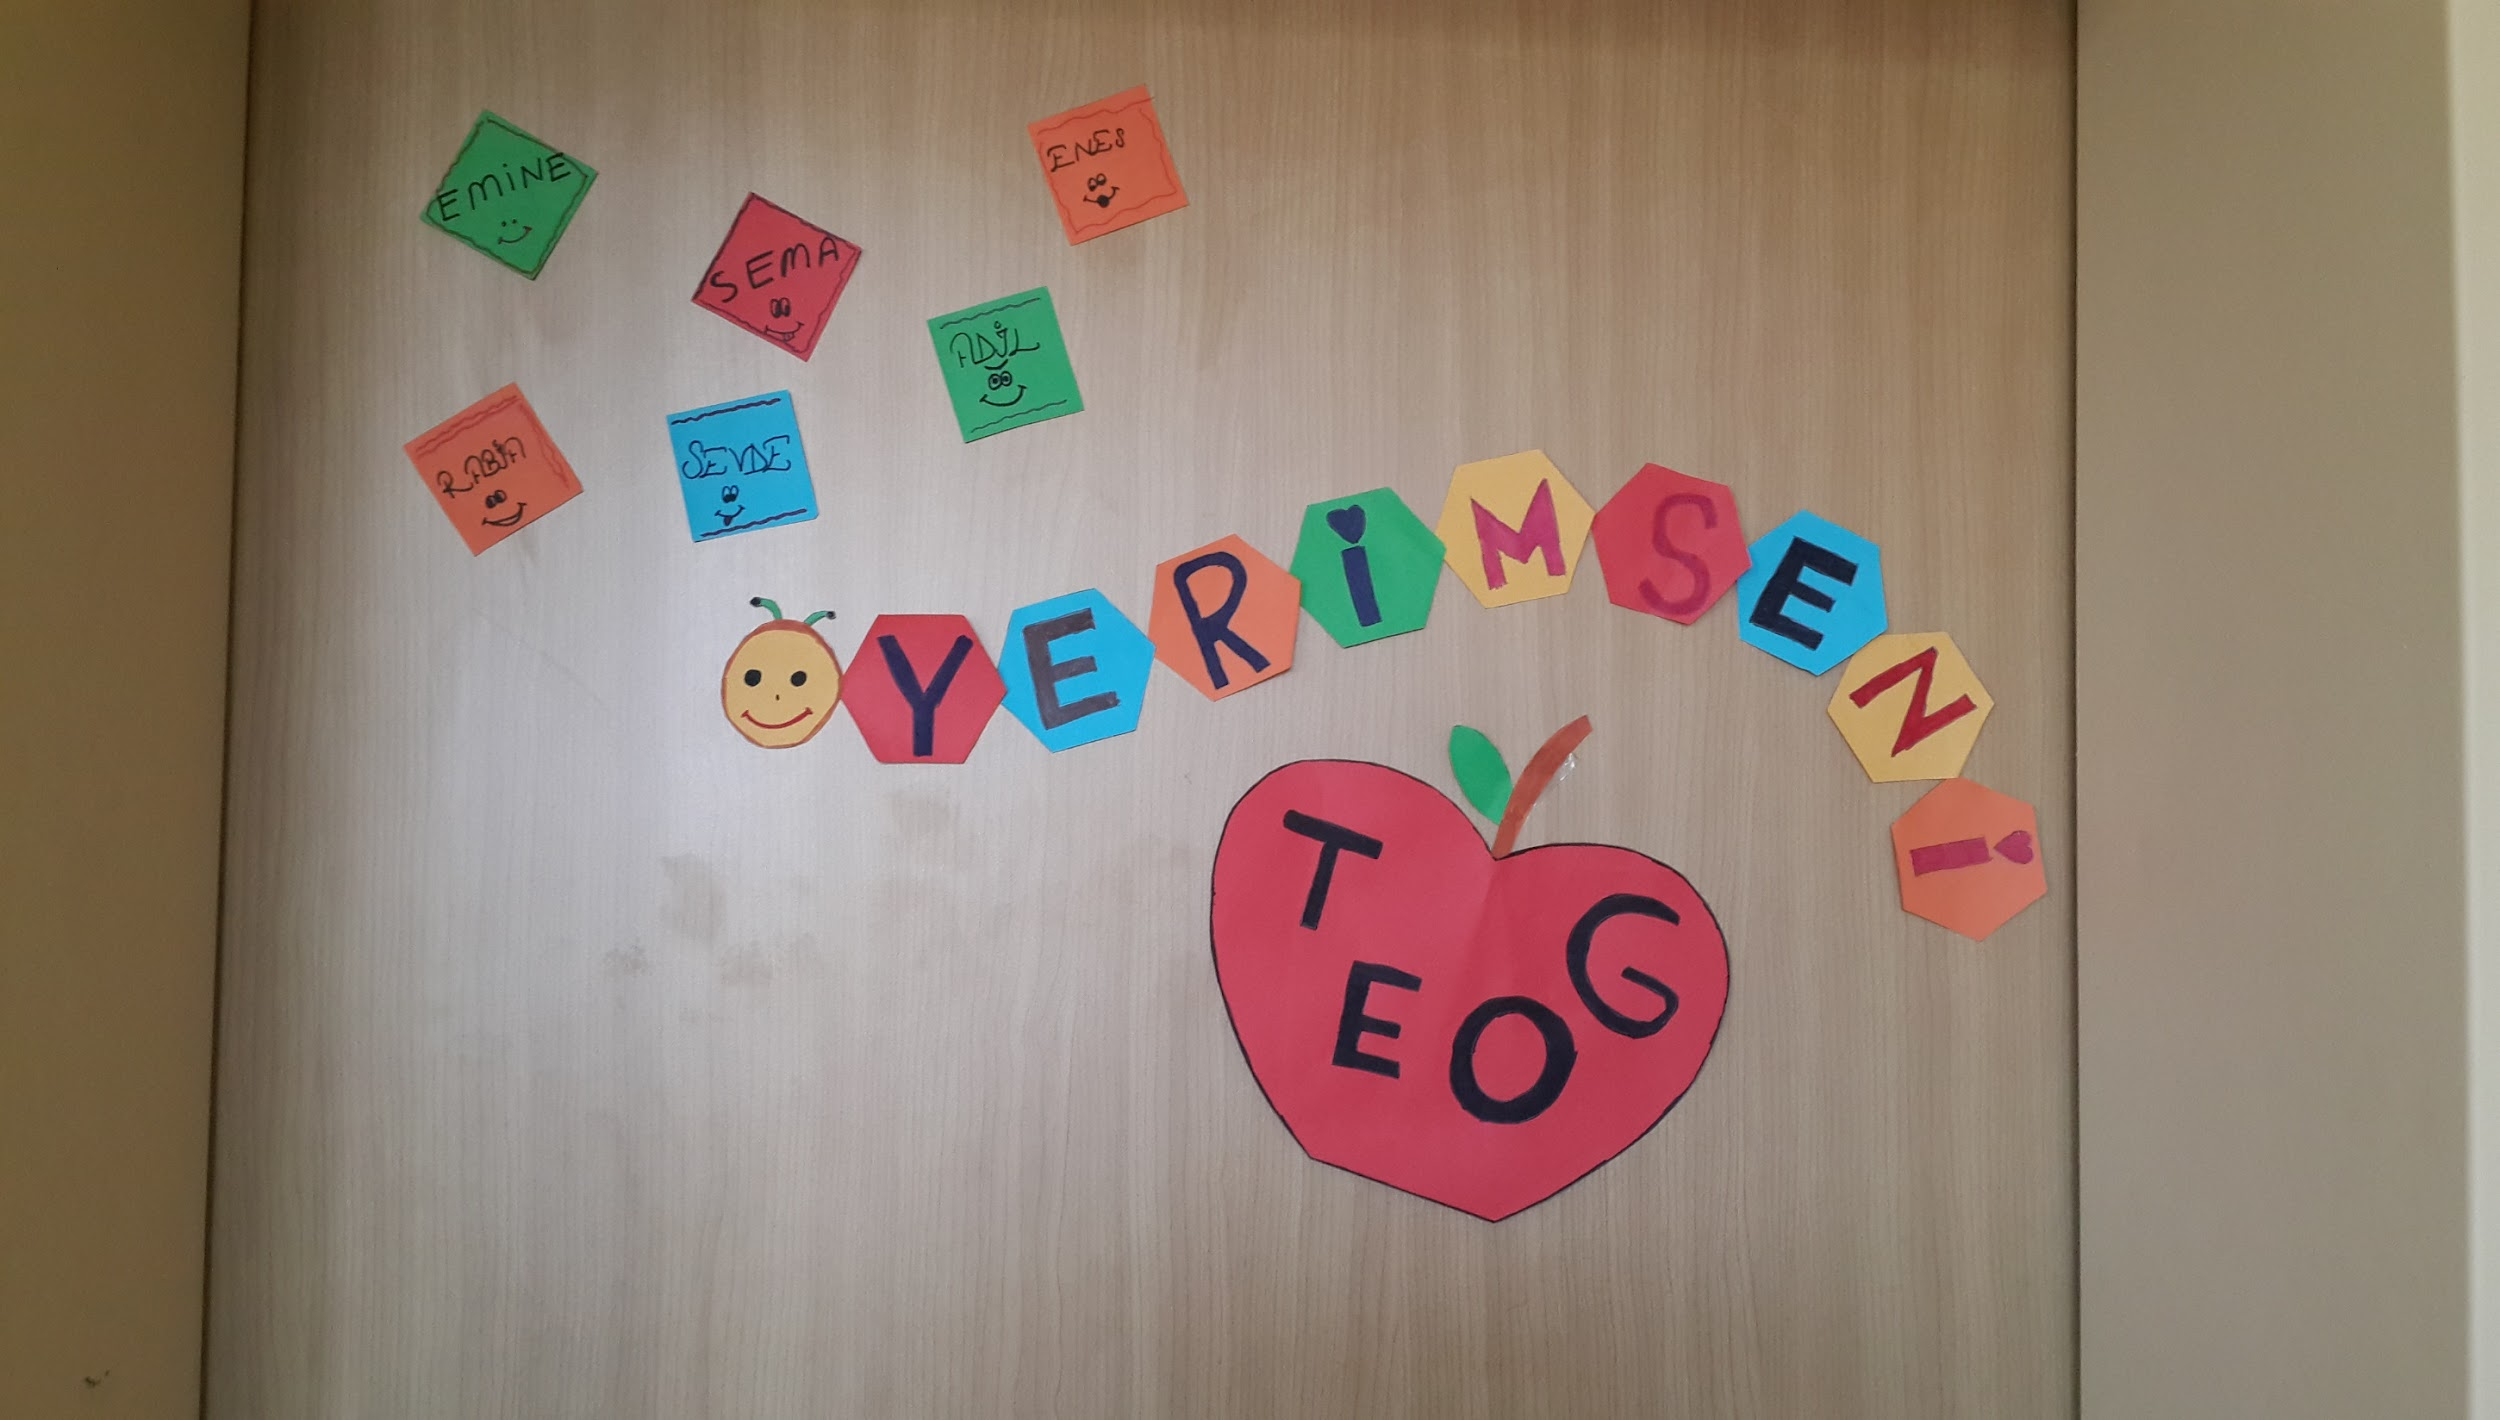 EMİNE
SEMA
ENES
RABİA
SEVDE
ADİL
YERİMSENİ
TEOG